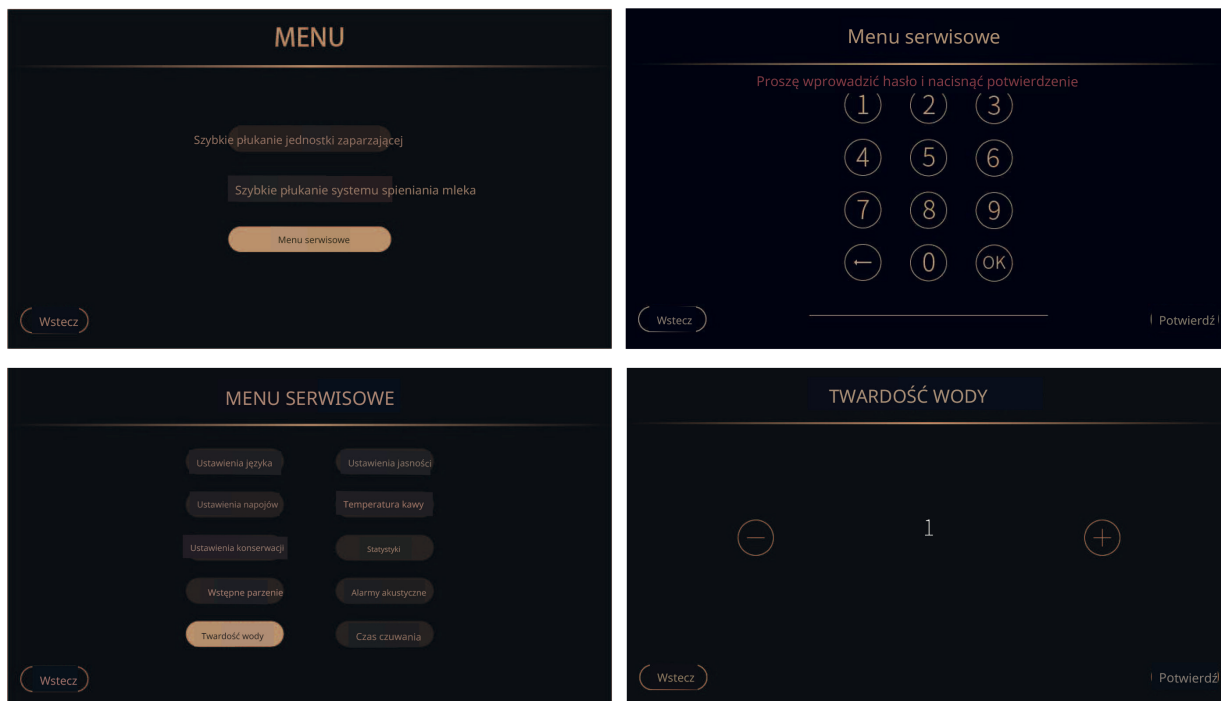 MENU
Szybkie płukanie jednostki zaparzającej
Szybkie płukanie systemu spieniania mleka
Menu serwisowe
Wstecz
Menu serwisowe
Proszę wprowadzić hasło i nacisnąć potwierdzenie
1 2 3
4 5 6
7 8 9
← 0 OK
Wstecz
Potwierdź
MENU SERWISOWE
Ustawienia języka
Ustawienia jasności
Ustawienia napojów
Temperatura kawy
Ustawienia konserwacji
Statystyki
Wstępne parzenie
Alarmy akustyczne
Twardość wody
Czas czuwania
Wstecz
TWARDOŚĆ WODY
− 1 +
Wstecz
Potwierdź